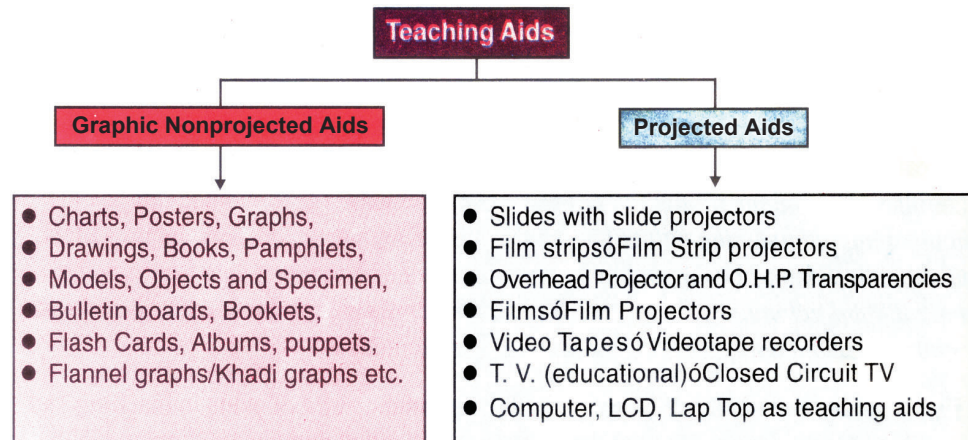 Teaching Aids
Graphic Nonprojected Aids
● Charts, Posters, Graphs,
● Drawings, Books, Pamphlets,
● Models, Objects and Specimen,
● Bulletin boards, Booklets,
● Flash Cards, Albums, puppets,
● Flannel graphs/Khadi graphs etc.
Projected Aids
● Slides with slide projectors
● Film stripsóFilm Strip projectors
● Overhead Projector and O.H.P. Transparencies
● FilmsóFilm Projectors
● Video TapesóVideotape recorders
● T. V. (educational)óClosed Circuit TV
● Computer, LCD, Lap Top as teaching aids